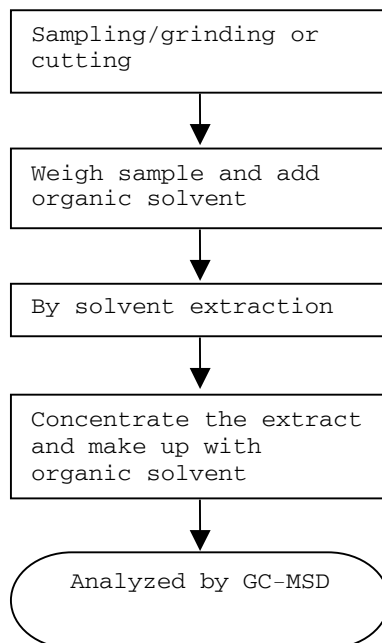 Sampling/grinding or
cutting
Weigh sample and add
organic solvent
By solvent extraction
Concentrate the extract
and make up with
organic solvent
Analyzed by GC-MSD